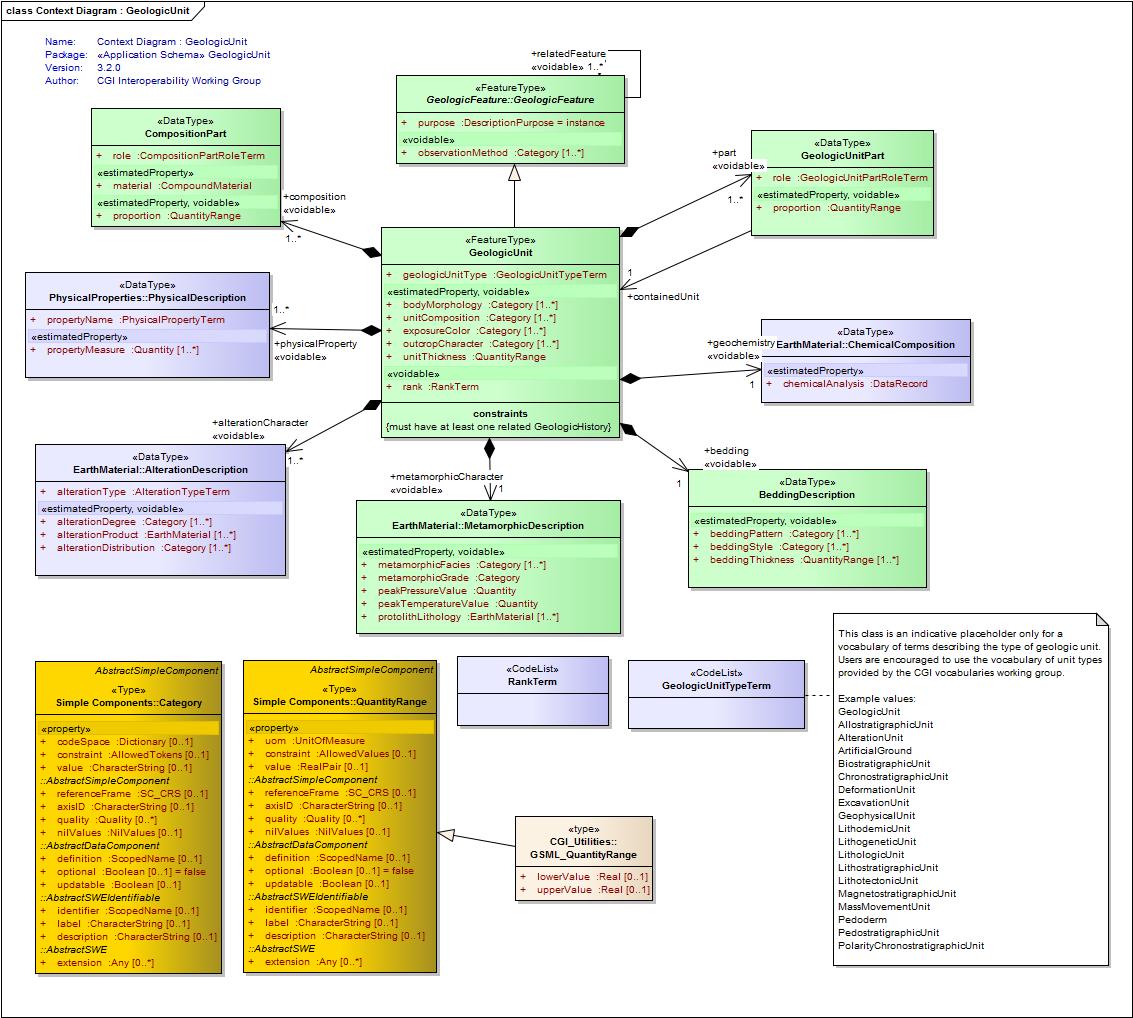 class Context Diagram : GeologicUnit
Name: Context Diagram : GeologicUnit
Package: «Application Schema» GeologicUnit
Version: 3.2.0
Author: CGI Interoperability Working Group
+relatedFeature
«voidable» 1..*
«FeatureType»
GeologicFeature::GeologicFeature
+ purpose :DescriptionPurpose = instance
«voidable»
+ observationMethod :Category [1..*]
«DataType»
CompositionPart
+ role :CompositionPartRoleTerm
«estimatedProperty»
+ material :CompoundMaterial
«estimatedProperty, voidable»
+ proportion :QuantityRange
+composition
«voidable»
1..*
«DataType»
GeologicUnitPart
+ role :GeologicUnitPartRoleTerm
«estimatedProperty, voidable»
+ proportion :QuantityRange
+part
«voidable»
1..*
1
+containedUnit
«FeatureType»
GeologicUnit
+ geologicUnitType :GeologicUnitTypeTerm
«estimatedProperty, voidable»
+ bodyMorphology :Category [1..*]
+ unitComposition :Category [1..*]
+ exposureColor :Category [1..*]
+ outcropCharacter :Category [1..*]
+ unitThickness :QuantityRange
«voidable»
+ rank :RankTerm
constraints
{must have at least one related GeologicHistory}
«DataType»
PhysicalProperties::PhysicalDescription
+ propertyName :PhysicalPropertyTerm
«estimatedProperty»
+ propertyMeasure :Quantity [1..*]
1..*
+physicalProperty
«voidable»
+geochemistry
«voidable»
1
«DataType»
EarthMaterial::ChemicalComposition
«estimatedProperty»
+ chemicalAnalysis :DataRecord
+alterationCharacter
«voidable»
1..*
«DataType»
EarthMaterial::AlterationDescription
+ alterationType :AlterationTypeTerm
«estimatedProperty, voidable»
+ alterationDegree :Category [1..*]
+ alterationProduct :EarthMaterial [1..*]
+ alterationDistribution :Category [1..*]
+metamorphicCharacter
«voidable»
1
«DataType»
EarthMaterial::MetamorphicDescription
«estimatedProperty, voidable»
+ metamorphicFacies :Category [1..*]
+ metamorphicGrade :Category
+ peakPressureValue :Quantity
+ peakTemperatureValue :Quantity
+ protolithLithology :EarthMaterial [1..*]
+bedding
«voidable»
1
«DataType»
BeddingDescription
«estimatedProperty, voidable»
+ beddingPattern :Category [1..*]
+ beddingStyle :Category [1..*]
+ beddingThickness :QuantityRange [1..*]
AbstractSimpleComponent
«Type»
Simple Components::Category
«property»
+ codeSpace :Dictionary [0..1]
+ constraint :AllowedTokens [0..1]
+ value :CharacterString [0..1]
::AbstractSimpleComponent
+ referenceFrame :SC_CRS [0..1]
+ axisID :CharacterString [0..1]
+ quality :Quality [0..*]
+ nilValues :NilValues [0..1]
::AbstractDataComponent
+ definition :ScopedName [0..1]
+ optional :Boolean [0..1] = false
+ updatable :Boolean [0..1]
::AbstractSWEIdentifiable
+ identifier :ScopedName [0..1]
+ label :CharacterString [0..1]
+ description :CharacterString [0..1]
::AbstractSWE
+ extension :Any [0..*]
AbstractSimpleComponent
«Type»
Simple Components::QuantityRange
«property»
+ uom :UnitOfMeasure
+ constraint :AllowedValues [0..1]
+ value :RealPair [0..1]
::AbstractSimpleComponent
+ referenceFrame :SC_CRS [0..1]
+ axisID :CharacterString [0..1]
+ quality :Quality [0..*]
+ nilValues :NilValues [0..1]
::AbstractDataComponent
+ definition :ScopedName [0..1]
+ optional :Boolean [0..1] = false
+ updatable :Boolean [0..1]
::AbstractSWEIdentifiable
+ identifier :ScopedName [0..1]
+ label :CharacterString [0..1]
+ description :CharacterString [0..1]
::AbstractSWE
+ extension :Any [0..*]
«CodeList»
RankTerm
«CodeList»
GeologicUnitTypeTerm
«type»
CGI_Utilities::
GSML_QuantityRange
+ lowerValue :Real [0..1]
+ upperValue :Real [0..1]
This class is an indicative placeholder only for a
vocabulary of terms describing the type of geologic unit.
Users are encouraged to use the vocabulary of unit types
provided by the CGI vocabularies working group.
Example values:
GeologicUnit
AllostratigraphicUnit
AlterationUnit
ArtificialGround
BiostratigraphicUnit
ChronostratigraphicUnit
DeformationUnit
ExcavationUnit
GeophysicalUnit
LithodemicUnit
LithogeneticUnit
LithologicUnit
LithostratigraphicUnit
LithotectonicUnit
MagnetostratigraphicUnit
MassMovementUnit
Pedoderm
PedostratigraphicUnit
PolarityChronostratigraphicUnit